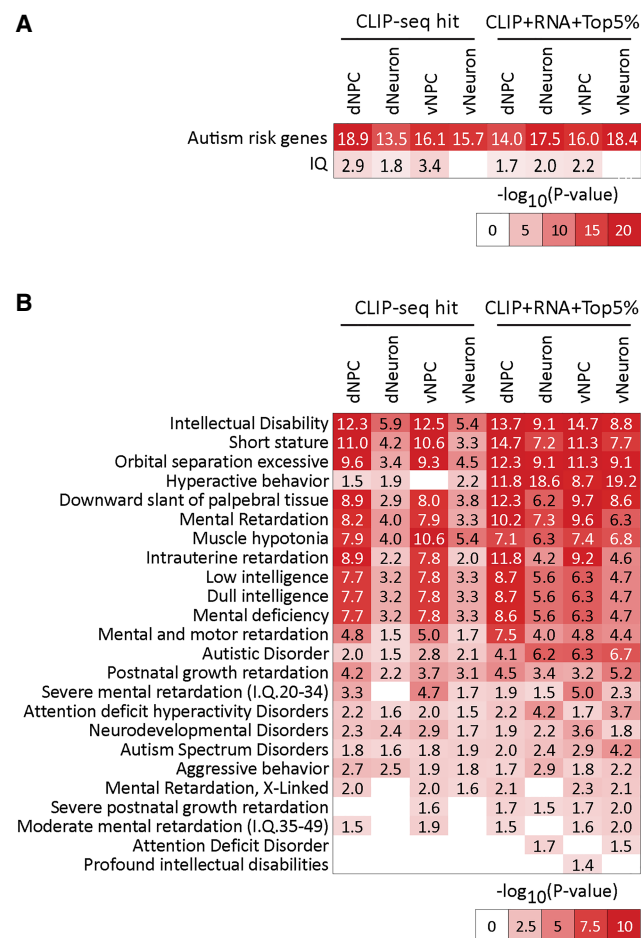 A
CLIP-seq hit CLIP+RNA+Top5%
dNPC dNeuron vNPC vNeuron dNPC dNeuron vNPC vNeuron
Autism risk genes 18.9 13.5 16.1 15.7 14.0 17.5 16.0 18.4
IQ 2.9 1.8 3.4 1.7 2.0 2.2
-log10(P-value)
0 5 10 15 20
B
CLIP-seq hit CLIP+RNA+Top5%
dNPC dNeuron vNPC vNeuron dNPC dNeuron vNPC vNeuron
Intellectual Disability 12.3 5.9 12.5 5.4 13.7 9.1 14.7 8.8
Short stature 11.0 4.2 10.6 3.3 14.7 7.2 11.3 7.7
Orbital separation excessive 9.6 3.4 9.3 4.5 12.3 9.1 11.3 9.1
Hyperactive behavior 1.5 1.9 2.2 11.8 18.6 8.7 19.2
Downward slant of palpebral tissue 8.9 2.9 8.0 3.8 12.3 6.2 9.7 8.6
Mental Retardation 8.2 4.0 7.9 3.3 10.2 7.3 9.6 6.3
Muscle hypotonia 7.9 4.0 10.6 5.4 7.1 6.3 7.4 6.8
Intrauterine retardation 8.9 2.2 7.8 2.0 11.8 4.2 9.2 4.6
Low intelligence 7.7 3.2 7.8 3.3 8.7 5.6 6.3 4.7
Dull intelligence 7.7 3.2 7.8 3.3 8.7 5.6 6.3 4.7
Mental deficiency 7.7 3.2 7.8 3.3 8.6 5.6 6.3 4.7
Mental and motor retardation 4.8 1.5 5.0 1.7 7.5 4.0 4.8 4.4
Autistic Disorder 2.0 1.5 2.8 2.1 4.1 6.2 6.3 6.7
Postnatal growth retardation 4.2 2.2 3.7 3.1 4.5 3.4 3.2 5.2
Severe mental retardation (I.Q.20-34) 3.3 4.7 1.7 1.9 1.5 5.0 2.3
Attention deficit hyperactivity Disorders 2.2 1.6 2.0 1.5 2.2 4.2 1.7 3.7
Neurodevelopmental Disorders 2.3 2.4 2.9 1.7 1.9 2.2 3.6 1.8
Autism Spectrum Disorders 1.8 1.6 1.8 1.9 2.0 2.4 2.9 4.2
Aggressive behavior 2.7 2.5 1.9 1.8 1.7 2.9 1.8 2.2
Mental Retardation, X-Linked 2.0 2.0 1.6 2.1 2.3 2.1
Severe postnatal growth retardation 1.6 1.7 1.5 1.7 2.0
Moderate mental retardation (I.Q.35-49) 1.5 1.9 1.5 1.6 2.0
Attention Deficit Disorder 1.7 1.5
Profound intellectual disabilities 1.4
-log10(P-value)
0 2.5 5 7.5 10